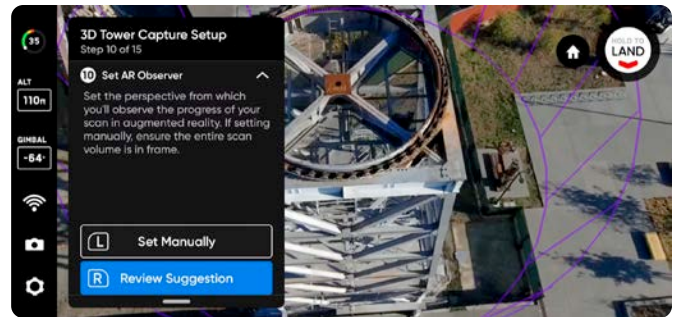 35
ALT
110m
GIMBAL
-64°
3D Tower Capture Setup
Step 10 of 15
10 Set AR Observer
Set the perspective from which
you'll observe the progress of your
scan in augmented reality. If setting
manually, ensure the entire scan
volume is in frame.
L Set Manually
R Review Suggestion
HOLD TO
LAND